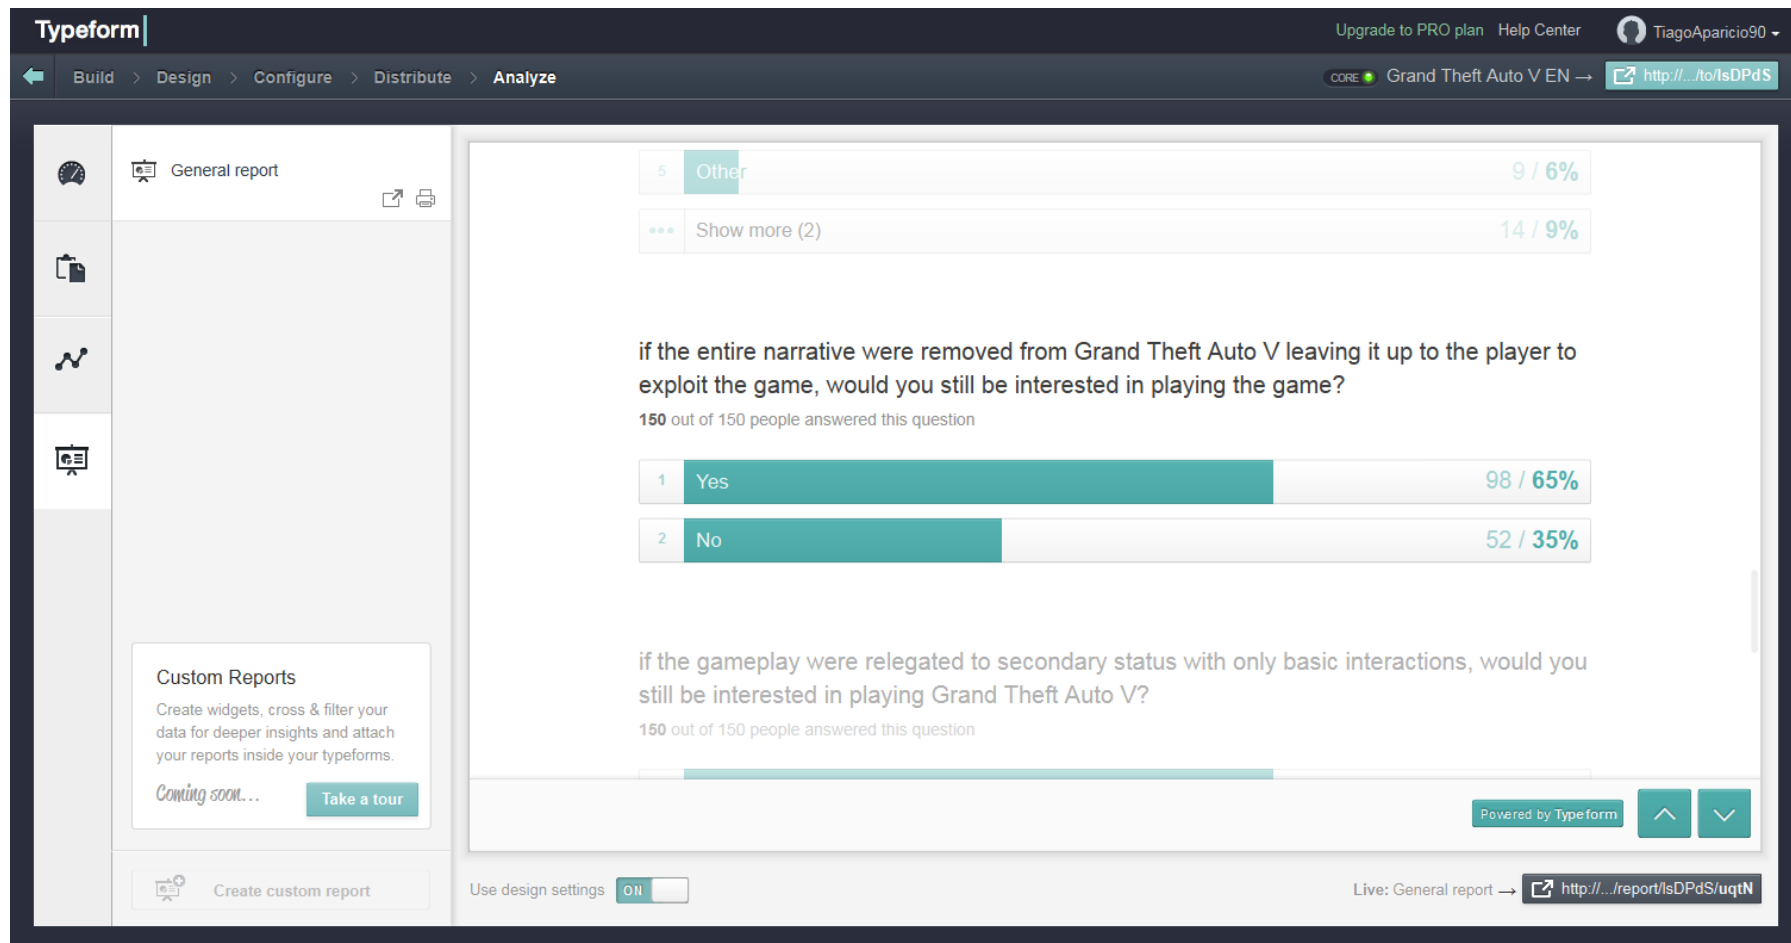 Typeform
Upgrade to PRO plan Help Center TiagoAparicio90
Build > Design > Configure > Distribute > Analyze
CORE Grand Theft Auto V EN → http://.../to/lsDPdS
General report
5 Other 9 / 6%
Show more (2) 14 / 9%
if the entire narrative were removed from Grand Theft Auto V leaving it up to the player to
exploit the game, would you still be interested in playing the game?
150 out of 150 people answered this question
1 Yes 98 / 65%
2 No 52 / 35%
if the gameplay were relegated to secondary status with only basic interactions, would you
still be interested in playing Grand Theft Auto V?
150 out of 150 people answered this question
Custom Reports
Create widgets, cross & filter your
data for deeper insights and attach
your reports inside your typeforms.
Coming soon...
Take a tour
Powered by Typeform
Create custom report
Use design settings ON
Live: General report → http://.../report/lsDPdS/uqtN